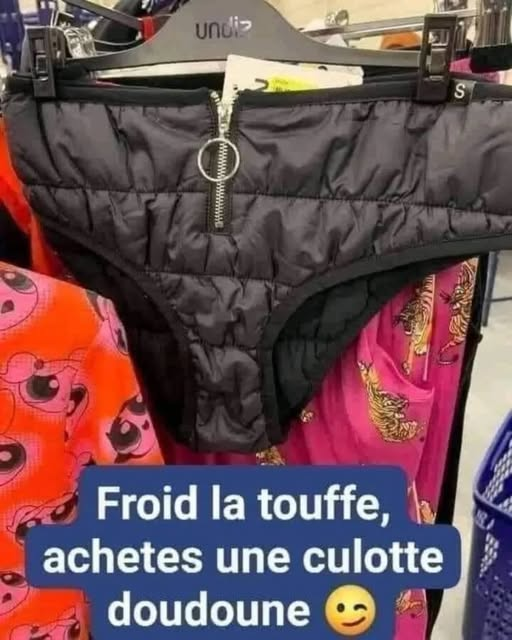 undiz
S
Froid la touffe,
achetes une culotte
doudoune 😉